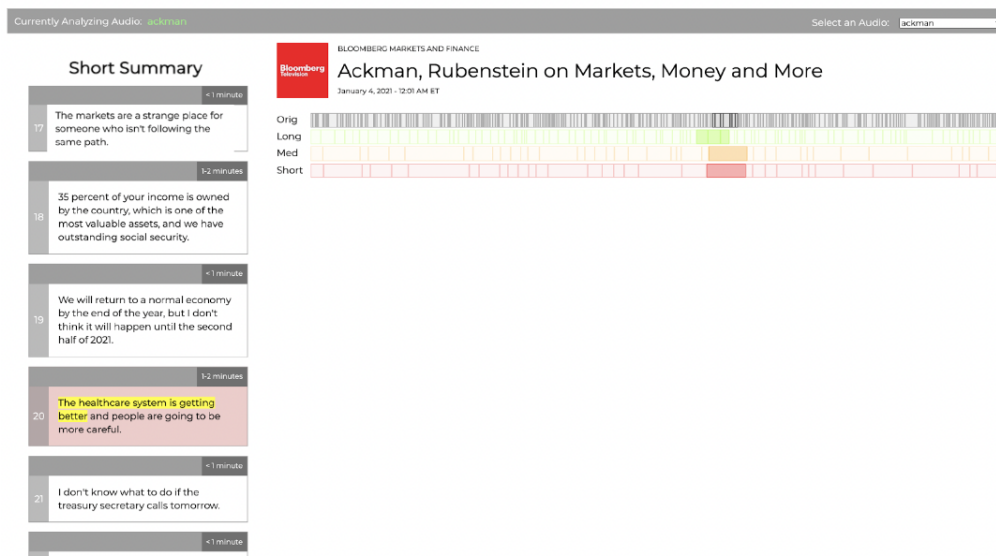 Currently Analyzing Audio: ackman
Select an Audio: ackman
Short Summary
< 1 minute
17
The markets are a strange place for
someone who isn't following the
same path.
1-2 minutes
18
35 percent of your income is owned
by the country, which is one of the
most valuable assets, and we have
outstanding social security.
< 1 minute
19
We will return to a normal economy
by the end of the year, but I don't
think it will happen until the second
half of 2021.
1-2 minutes
20
The healthcare system is getting
better and people are going to be
more careful.
< 1 minute
21
I don't know what to do if the
treasury secretary calls tomorrow.
< 1 minute
Bloomberg
Television
BLOOMBERG MARKETS AND FINANCE
Ackman, Rubenstein on Markets, Money and More
January 4, 2021 - 12:01 AM ET
Orig
Long
Med
Short